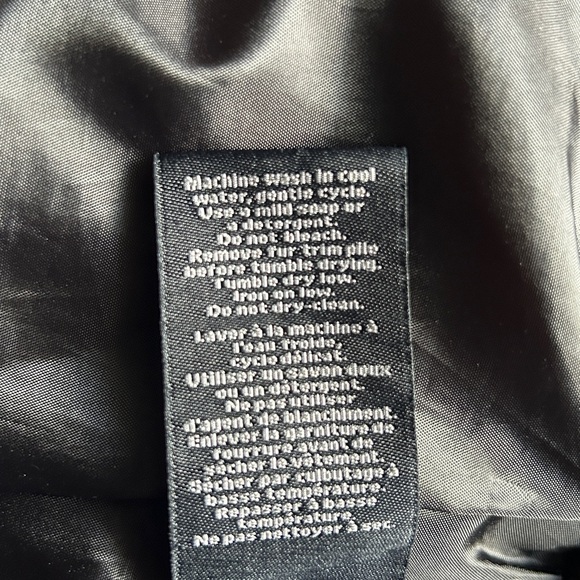 Machine wash in cool
water, gentle cycle.
Use a mild soap or
a detergent.
Do not bleach.
Remove fur trim pile
before tumble drying.
Tumble dry low.
Iron on low.
Do not dry-clean.
Laver à la machine à
l'eau froide,
cycle délicat.
Utiliser un savon doux
ou un détergent.
Ne pas utiliser
d'agent de blanchiment.
Enlever la garniture de
fourrure avant de
sécher le vêtement.
Sécher par culbutage à
basse température.
Repasser à basse
température.
Ne pas nettoyer à sec.